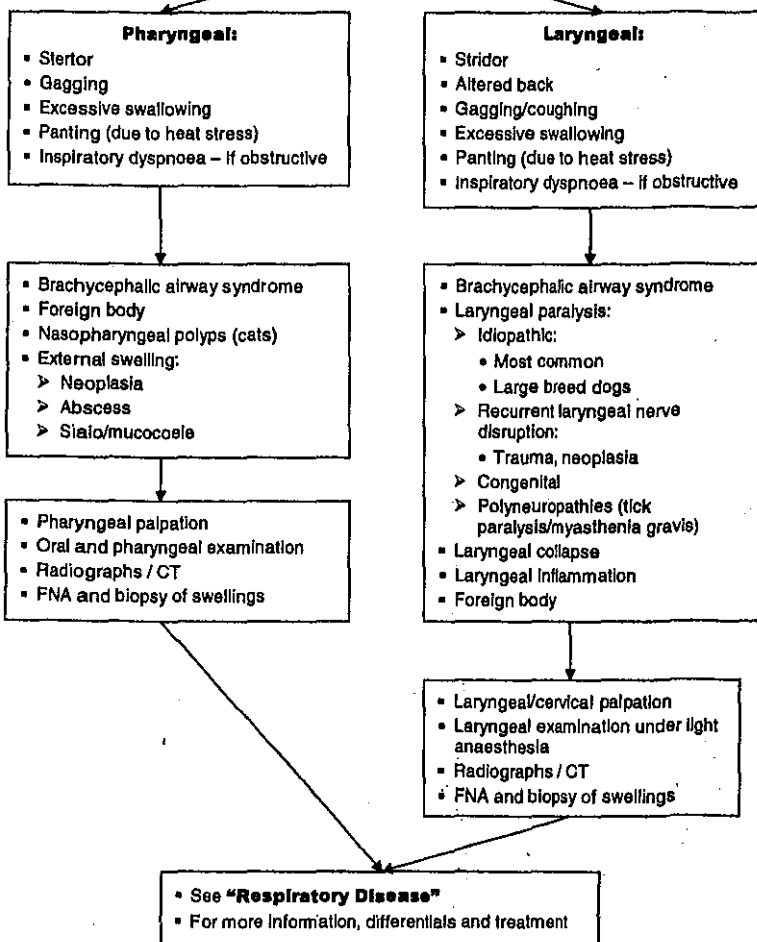 Pharyngeal:
▪ Stertor
▪ Gagging
▪ Excessive swallowing
▪ Panting (due to heat stress)
▪ Inspiratory dyspnoea – if obstructive
Laryngeal:
▪ Stridor
▪ Altered back
▪ Gagging/coughing
▪ Excessive swallowing
▪ Panting (due to heat stress)
▪ Inspiratory dyspnoea – if obstructive
▪ Brachycephalic airway syndrome
▪ Foreign body
▪ Nasopharyngeal polyps (cats)
▪ External swelling:
➢ Neoplasia
➢ Abscess
➢ Sialo/mucocoele
▪ Brachycephalic airway syndrome
▪ Laryngeal paralysis:
➢ Idiopathic:
• Most common
• Large breed dogs
➢ Recurrent laryngeal nerve
disruption:
• Trauma, neoplasia
➢ Congenital
➢ Polyneuropathies (tick
paralysis/myasthenia gravis)
▪ Laryngeal collapse
▪ Laryngeal inflammation
▪ Foreign body
▪ Pharyngeal palpation
▪ Oral and pharyngeal examination
▪ Radiographs / CT
▪ FNA and biopsy of swellings
▪ Laryngeal/cervical palpation
▪ Laryngeal examination under light
anaesthesia
▪ Radiographs / CT
▪ FNA and biopsy of swellings
▪ See "Respiratory Disease"
▪ For more information, differentials and treatment